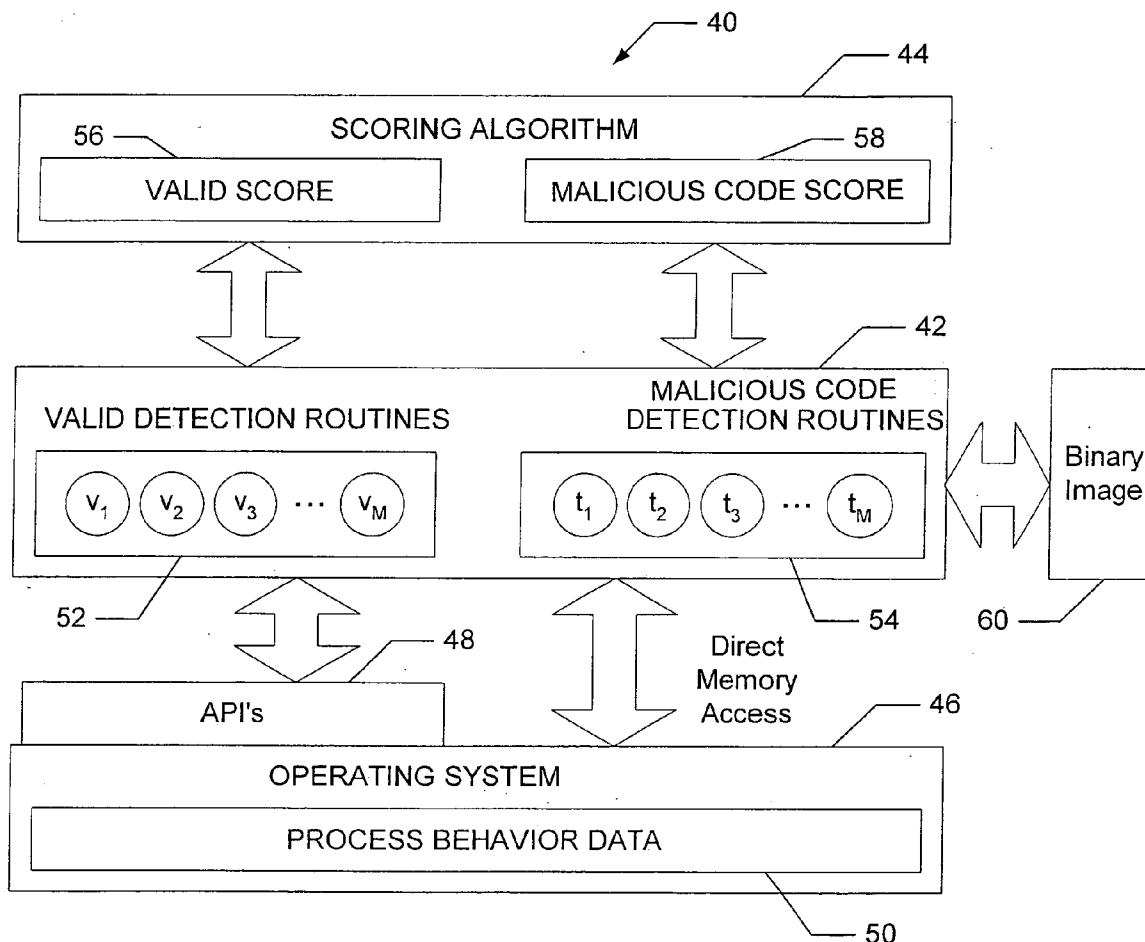 40
44
SCORING ALGORITHM
56
58
VALID SCORE
MALICIOUS CODE SCORE
42
MALICIOUS CODE
VALID DETECTION ROUTINES
DETECTION ROUTINES
Binary
Image
v1 v2 v3 ... vM
t1 t2 t3 ... tM
52
54
60
48
Direct
Memory
Access
API's
46
OPERATING SYSTEM
PROCESS BEHAVIOR DATA
50